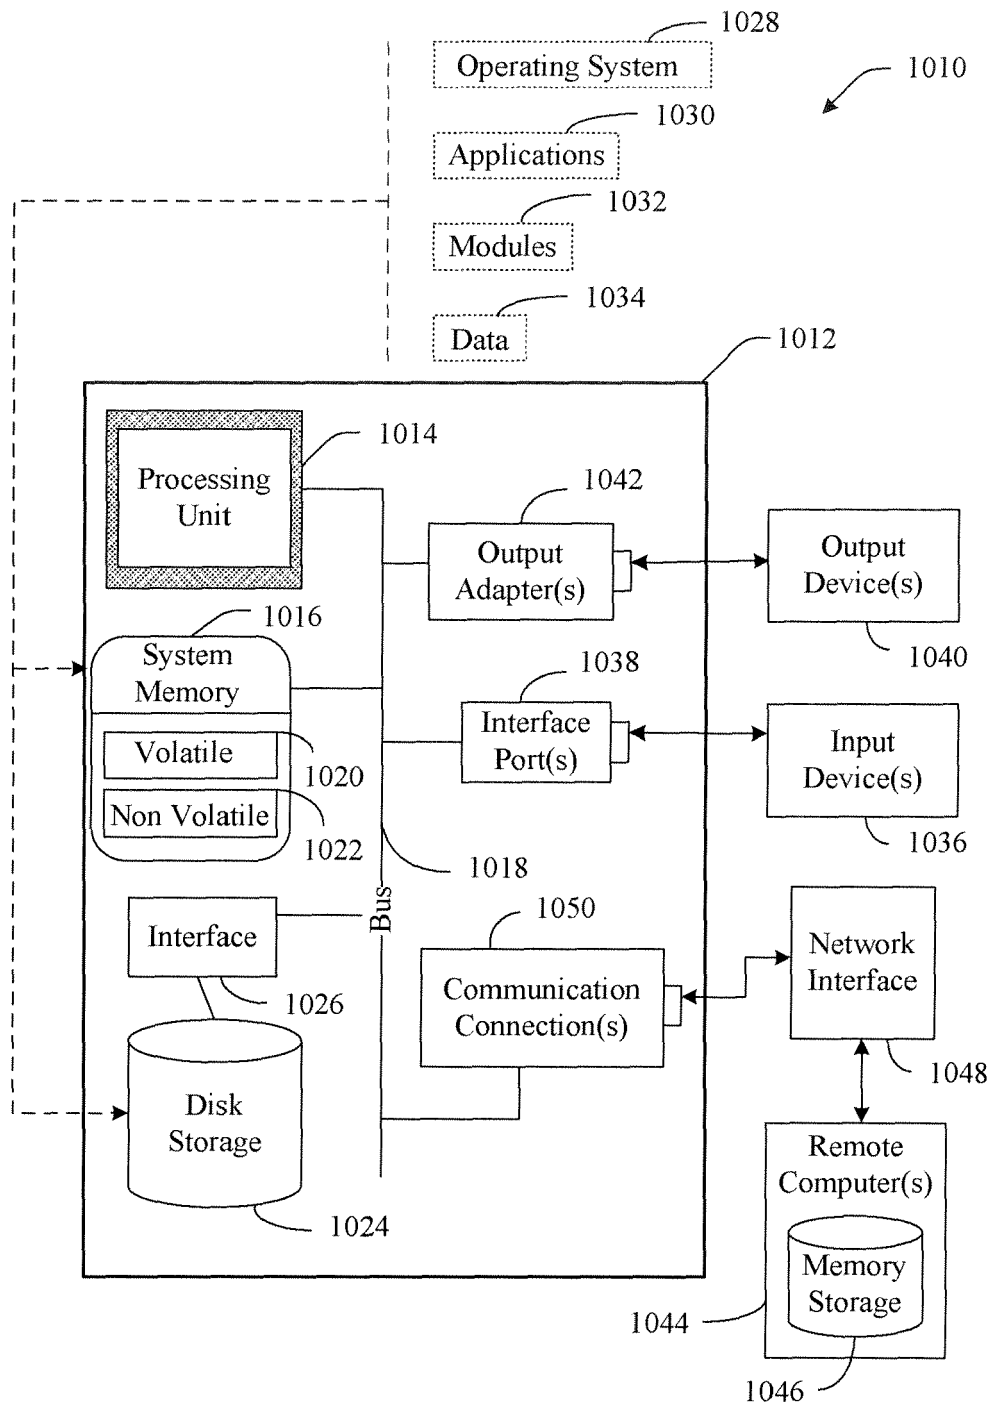 1028
Operating System
1010
1030
Applications
1032
Modules
1034
Data
1012
1014
Processing
Unit
1042
Output
Adapter(s)
Output
Device(s)
1040
1016
System
Memory
Volatile
1020
Non Volatile
1022
1038
Interface
Port(s)
Input
Device(s)
1036
1018
Bus
Interface
1026
1050
Communication
Connection(s)
Network
Interface
1048
Disk
Storage
1024
Remote
Computer(s)
Memory
Storage
1044
1046